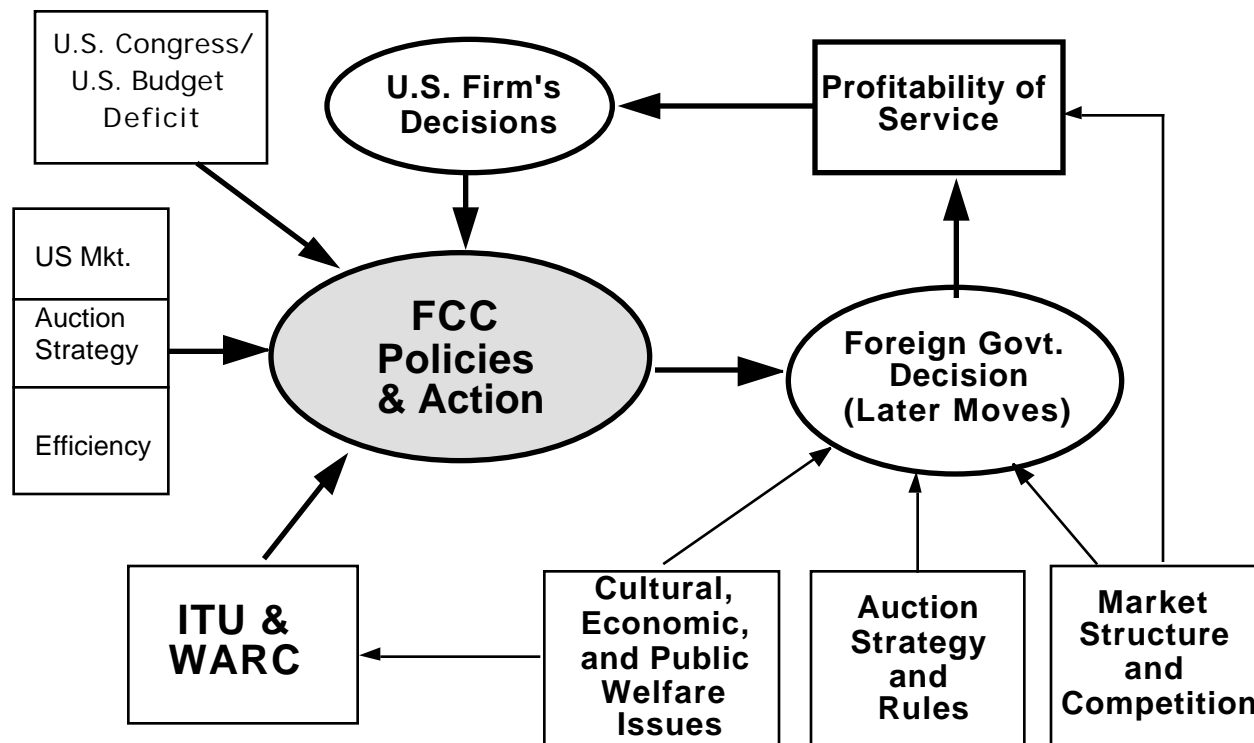 U.S. Congress/
U.S. Budget
Deficit
U.S. Firm's
Decisions
Profitability of
Service
US Mkt.
Auction
Strategy
Efficiency
FCC
Policies
& Action
Foreign Govt.
Decision
(Later Moves)
ITU &
WARC
Cultural,
Economic,
and Public
Welfare
Issues
Auction
Strategy
and
Rules
Market
Structure
and
Competition